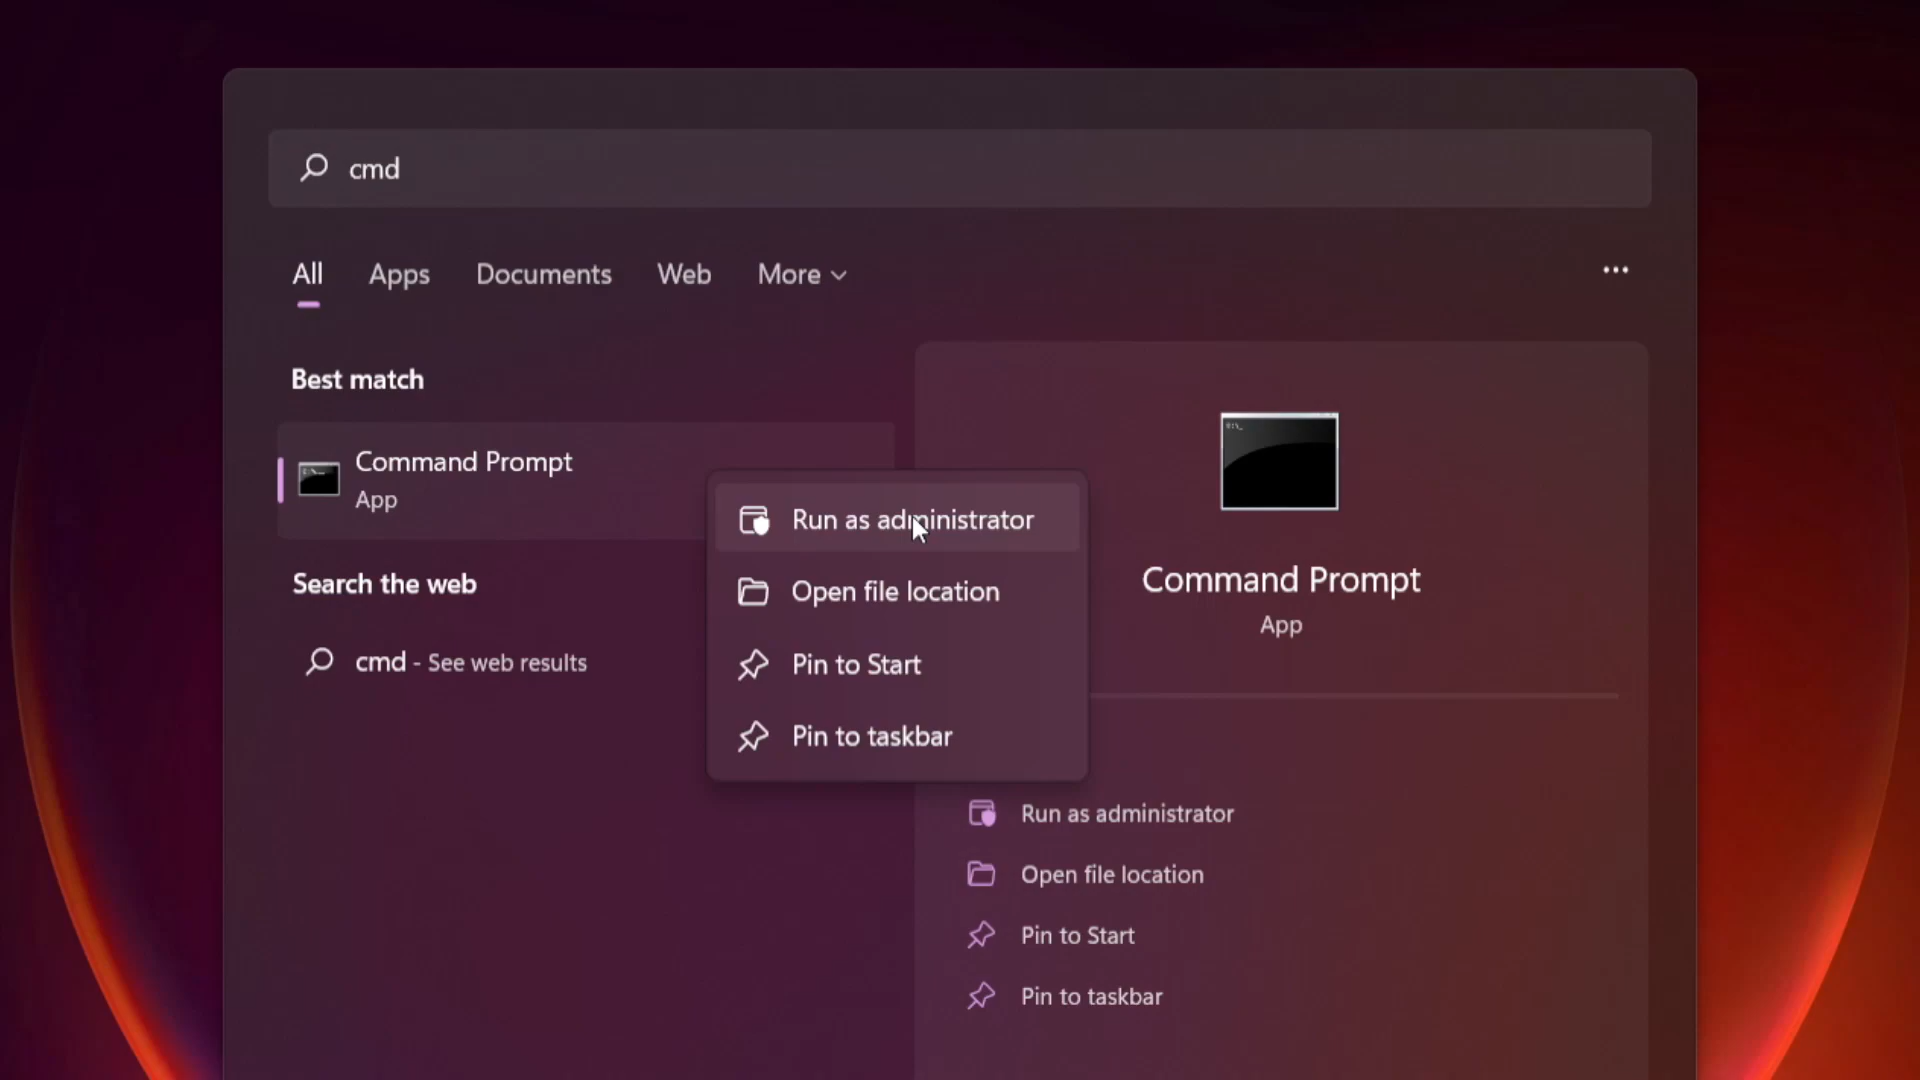 cmd
All Apps Documents Web More
Best match
Command Prompt
App
Search the web
cmd - See web results
Run as administrator
Open file location
Pin to Start
Pin to taskbar
Command Prompt
App
Run as administrator
Open file location
Pin to Start
Pin to taskbar